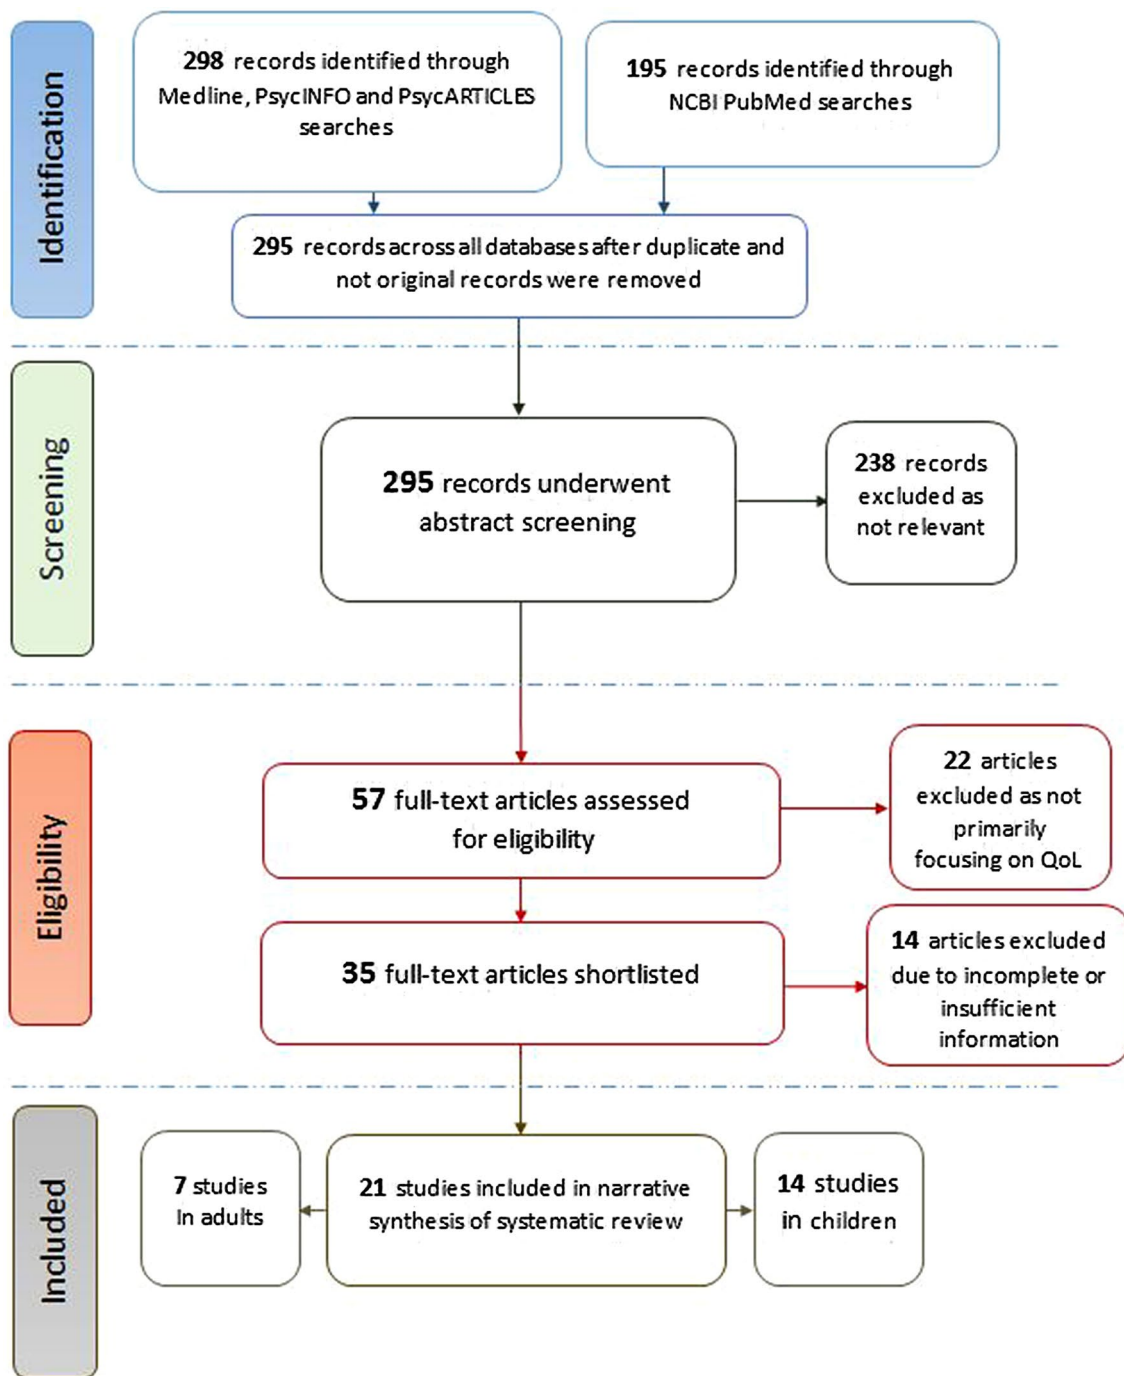 Identification
298 records identified through
Medline, PsycINFO and PsycARTICLES
searches
195 records identified through
NCBI PubMed searches
295 records across all databases after duplicate and
not original records were removed
Screening
295 records underwent
abstract screening
238 records
excluded as
not relevant
Eligibility
57 full-text articles assessed
for eligibility
22 articles
excluded as not
primarily
focusing on QoL
35 full-text articles shortlisted
14 articles excluded
due to incomplete or
insufficient
information
Included
7 studies
In adults
21 studies included in narrative
synthesis of systematic review
14 studies
in children